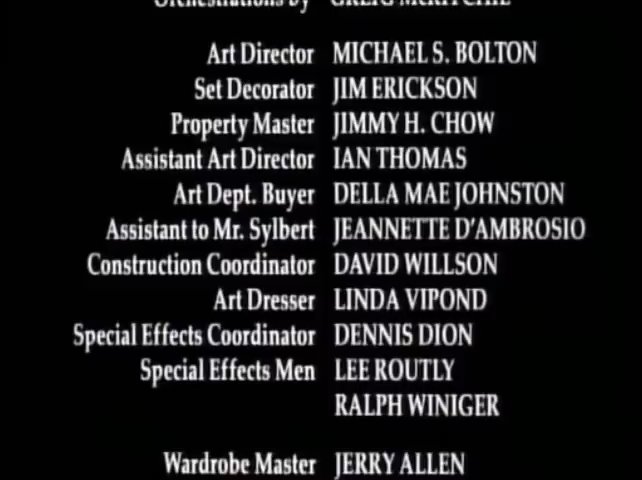 Orchestrations by GREIG McRITCHIE
Art Director MICHAEL S. BOLTON
Set Decorator JIM ERICKSON
Property Master JIMMY H. CHOW
Assistant Art Director IAN THOMAS
Art Dept. Buyer DELLA MAE JOHNSTON
Assistant to Mr. Sylbert JEANNETTE D'AMBROSIO
Construction Coordinator DAVID WILLSON
Art Dresser LINDA VIPOND
Special Effects Coordinator DENNIS DION
Special Effects Men LEE ROUTLY
RALPH WINIGER
Wardrobe Master JERRY ALLEN